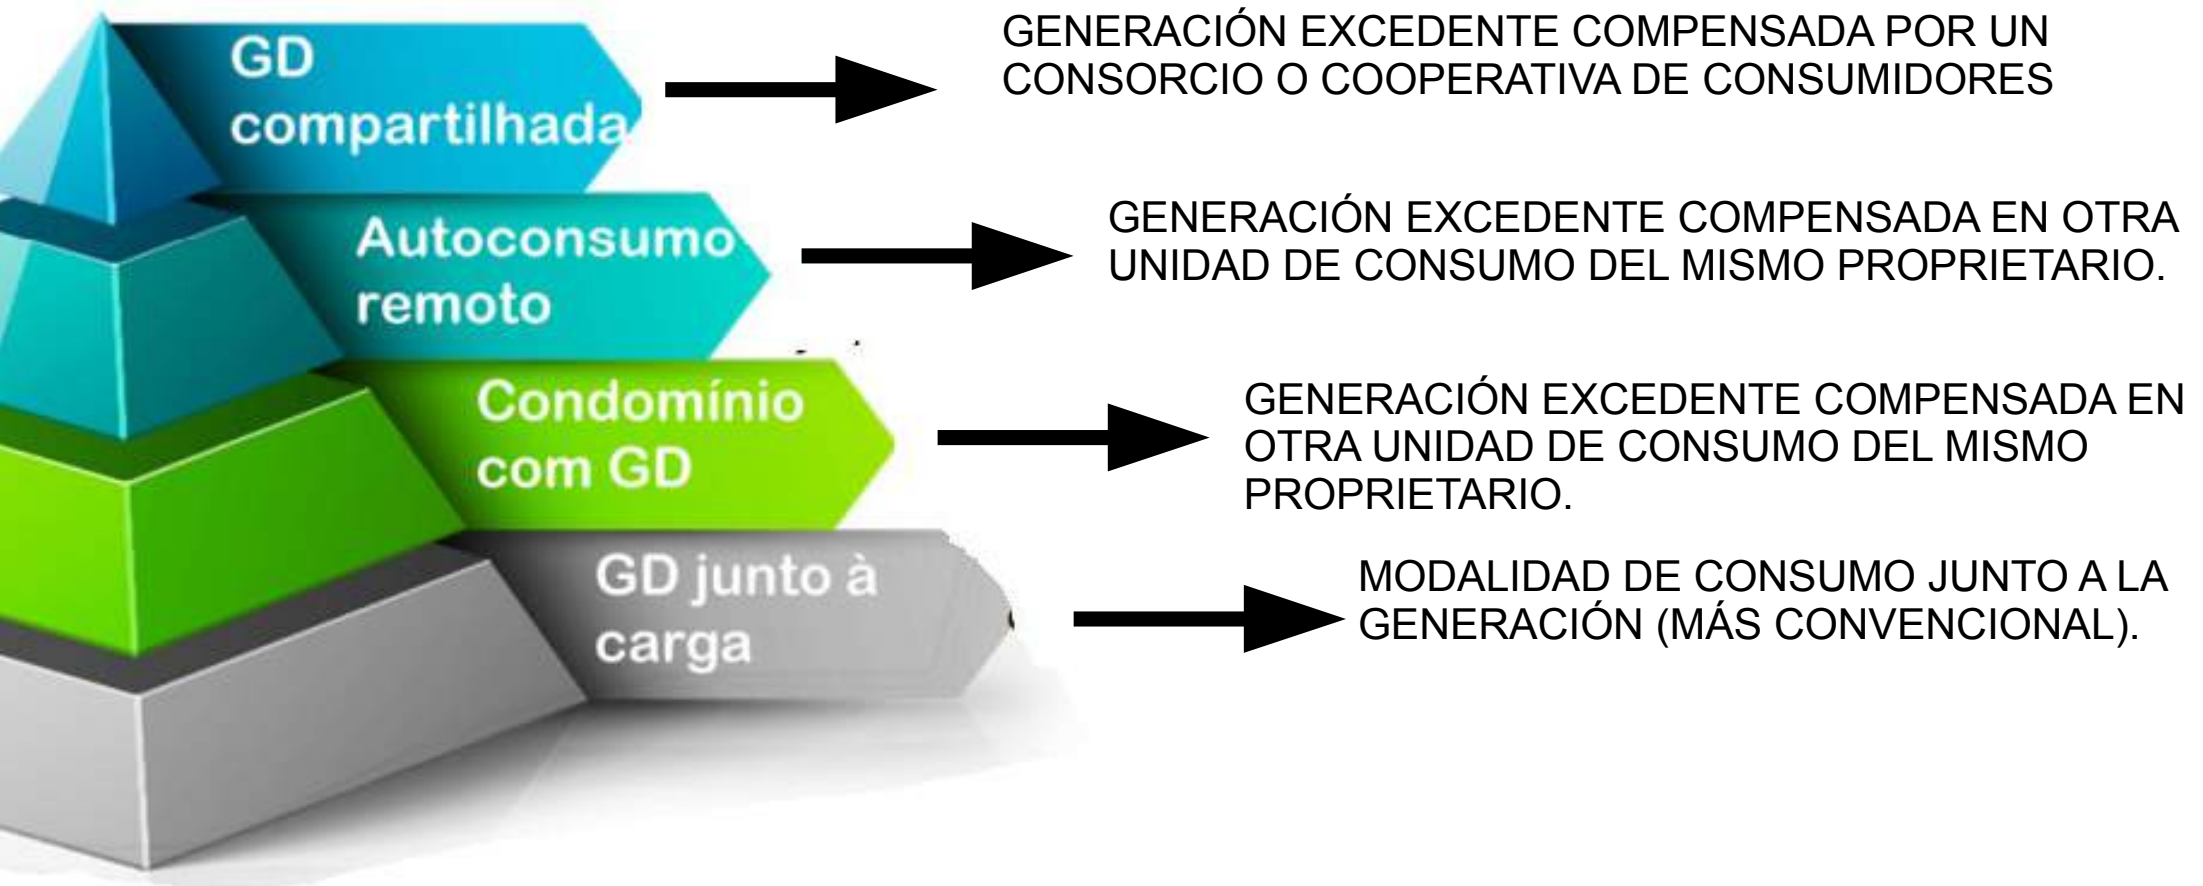 GD
compartilhada
GENERACIÓN EXCEDENTE COMPENSADA POR UN
CONSORCIO O COOPERATIVA DE CONSUMIDORES
Autoconsumo
remoto
GENERACIÓN EXCEDENTE COMPENSADA EN OTRA
UNIDAD DE CONSUMO DEL MISMO PROPRIETARIO.
Condomínio
com GD
GENERACIÓN EXCEDENTE COMPENSADA EN
OTRA UNIDAD DE CONSUMO DEL MISMO
PROPRIETARIO.
GD junto à
carga
MODALIDAD DE CONSUMO JUNTO A LA
GENERACIÓN (MÁS CONVENCIONAL).